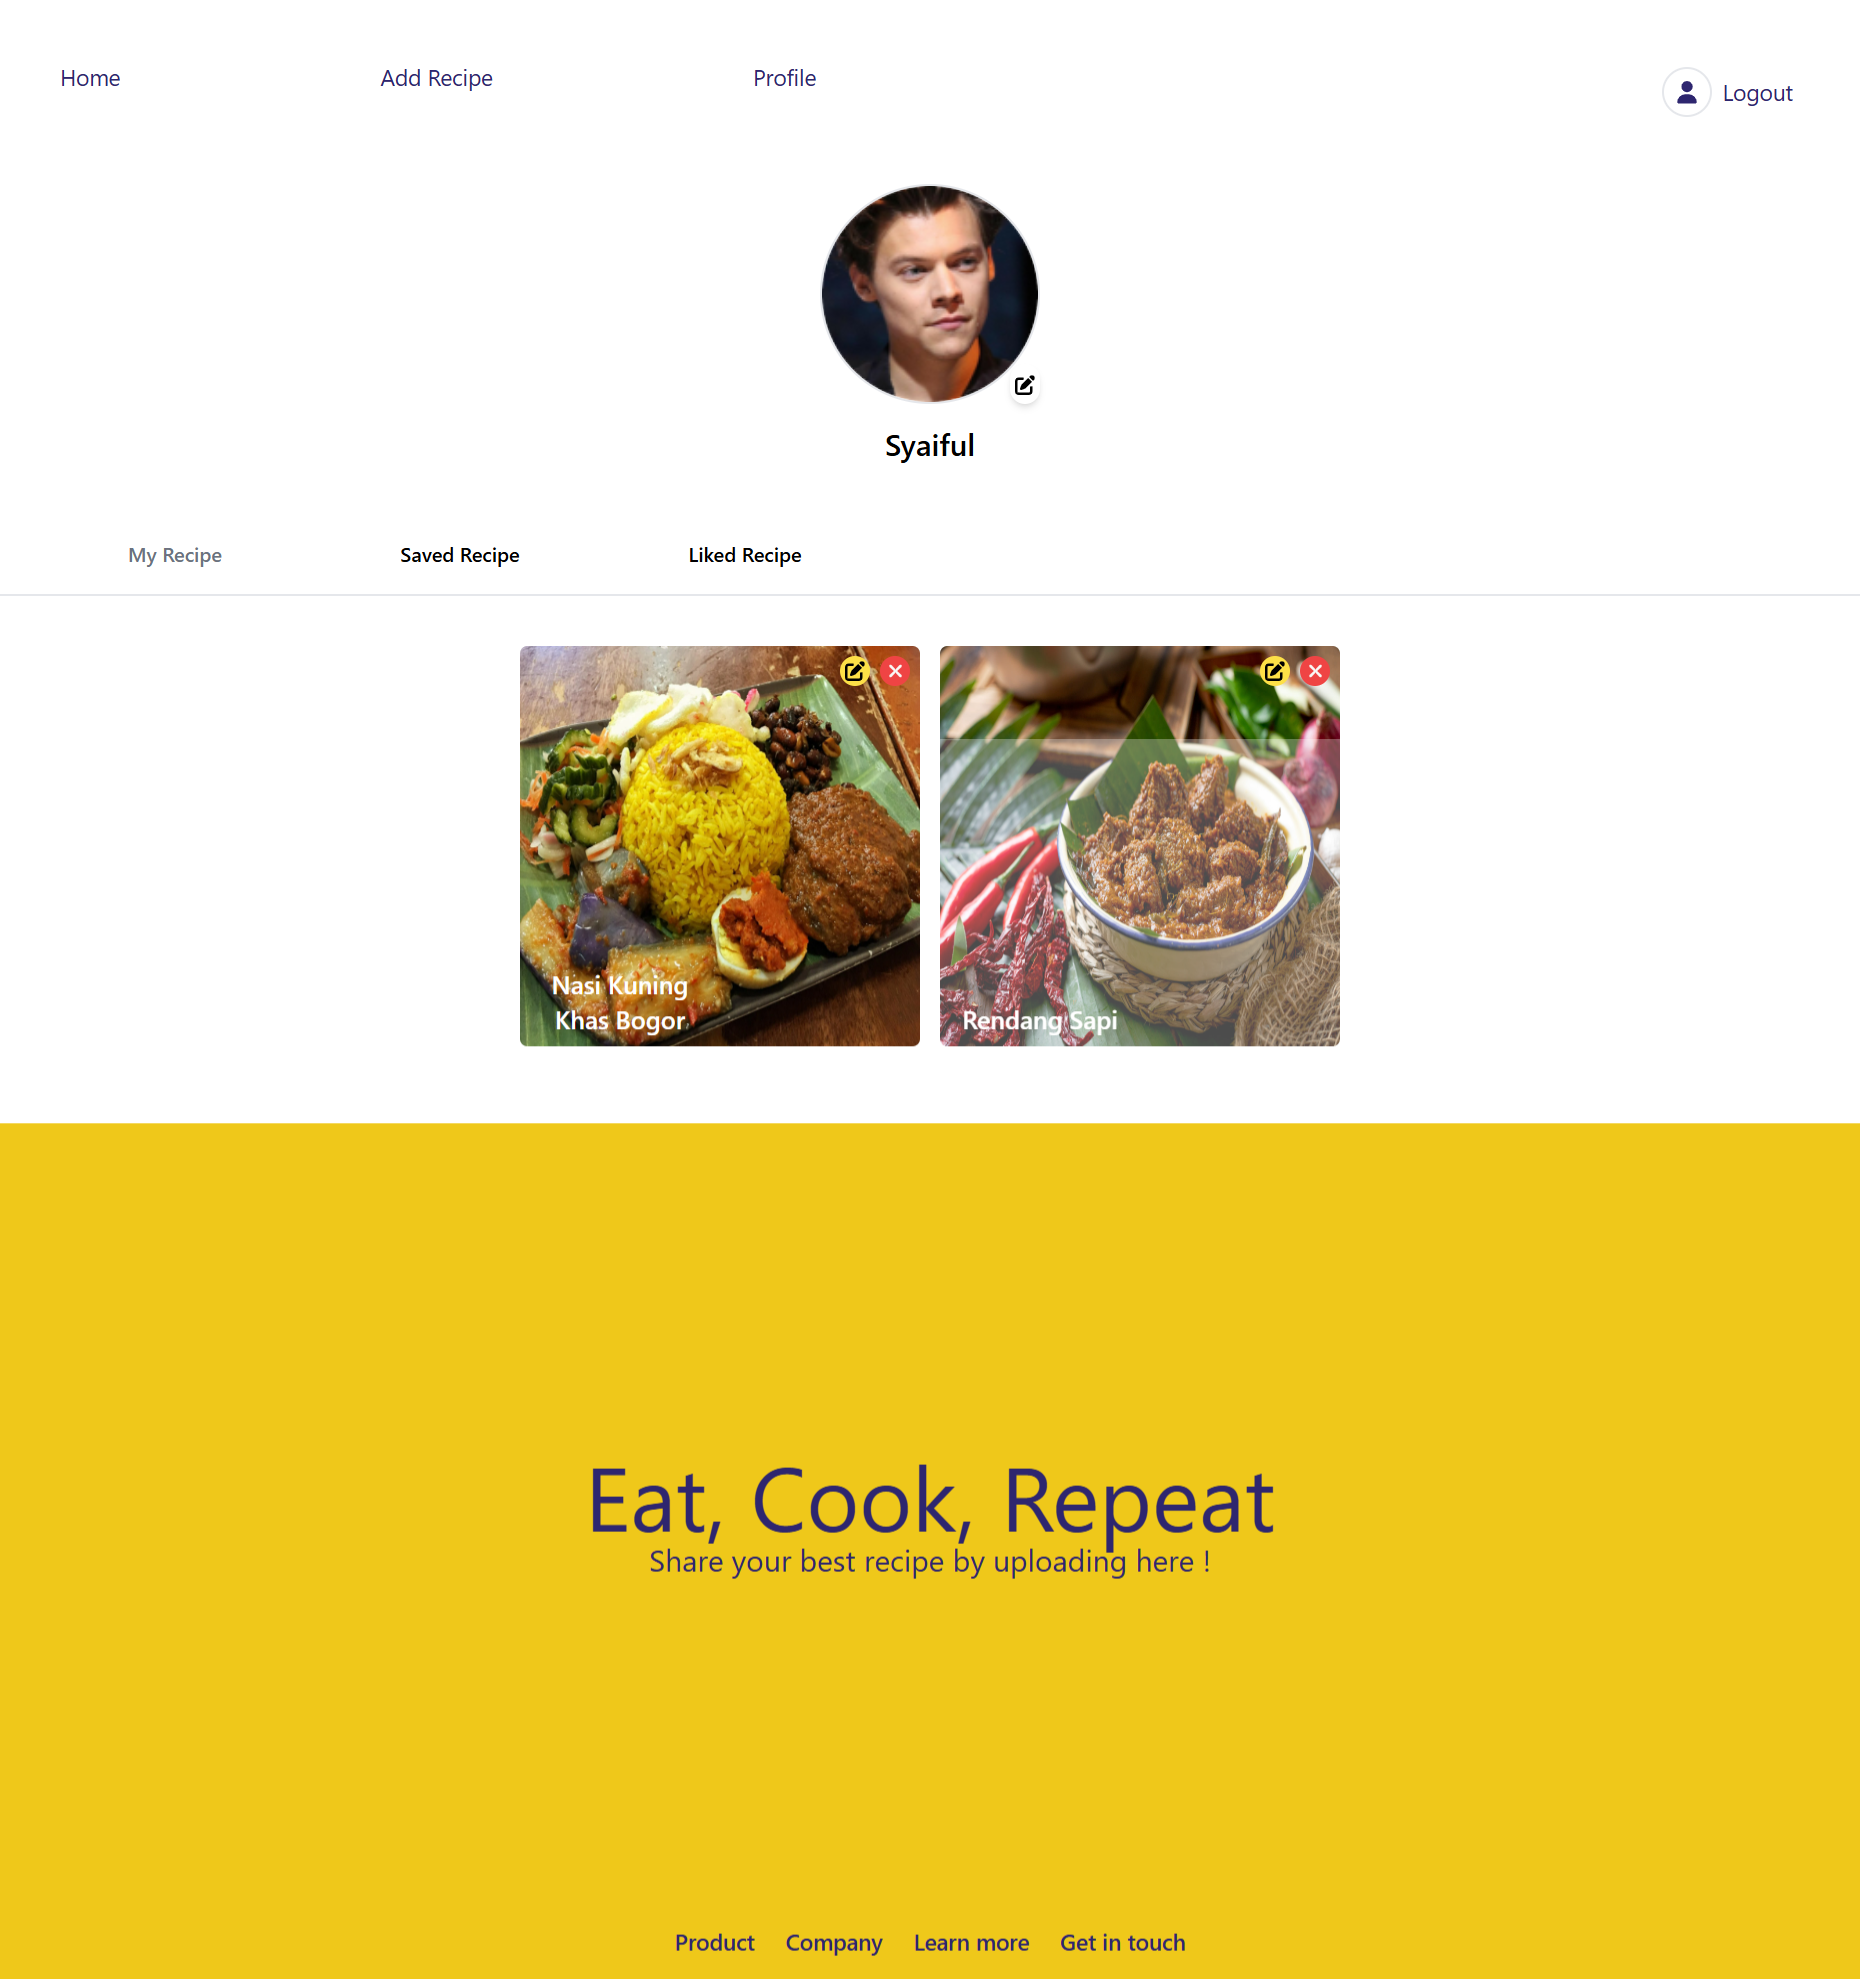 Home
Add Recipe
Profile
Logout
Syaiful
My Recipe
Saved Recipe
Liked Recipe
Nasi Kuning
Khas Bogor
Rendang Sapi
Eat, Cook, Repeat
Share your best recipe by uploading here !
Product
Company
Learn more
Get in touch